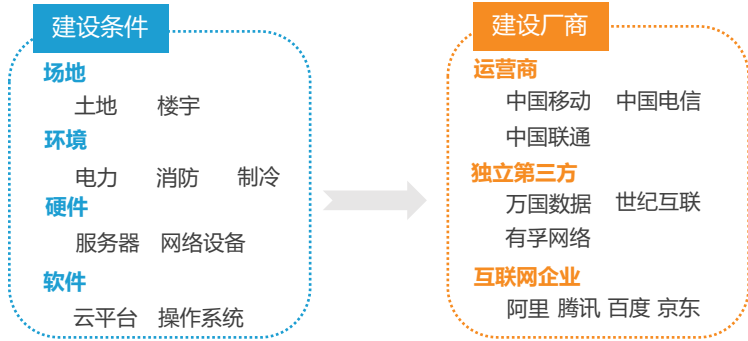 建设条件
场地
土地 楼宇
环境
电力 消防 制冷
硬件
服务器 网络设备
软件
云平台 操作系统
建设厂商
运营商
中国移动 中国电信
中国联通
独立第三方
万国数据 世纪互联
有孚网络
互联网企业
阿里 腾讯 百度 京东